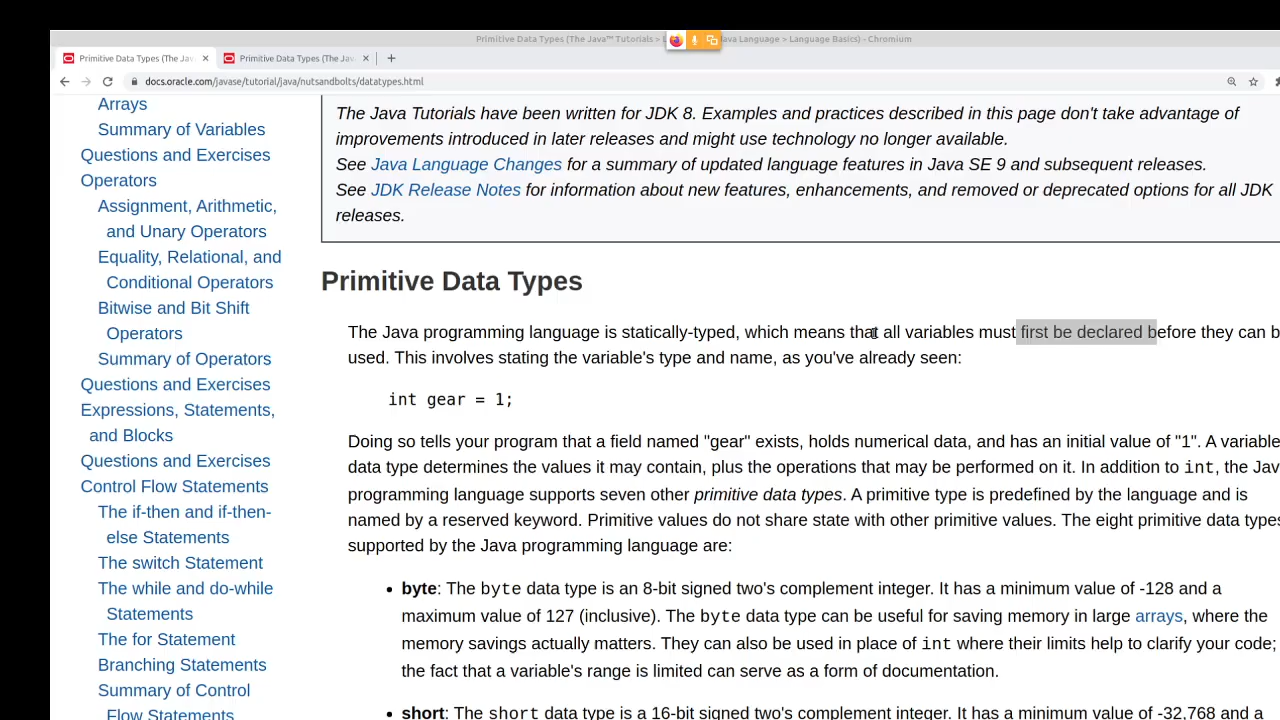 Primitive Data Types (The Java™ Tutorials > L Java Language > Language Basics) - Chromium
Primitive Data Types (The Jav × Primitive Data Types (The Jav × +
docs.oracle.com/javase/tutorial/java/nutsandbolts/datatypes.html
Arrays
Summary of Variables
Questions and Exercises
Operators
Assignment, Arithmetic,
and Unary Operators
Equality, Relational, and
Conditional Operators
Bitwise and Bit Shift
Operators
Summary of Operators
Questions and Exercises
Expressions, Statements,
and Blocks
Questions and Exercises
Control Flow Statements
The if-then and if-then-
else Statements
The switch Statement
The while and do-while
Statements
The for Statement
Branching Statements
Summary of Control
Flow Statements
The Java Tutorials have been written for JDK 8. Examples and practices described in this page don't take advantage of
improvements introduced in later releases and might use technology no longer available.
See Java Language Changes for a summary of updated language features in Java SE 9 and subsequent releases.
See JDK Release Notes for information about new features, enhancements, and removed or deprecated options for all JDK
releases.
Primitive Data Types
The Java programming language is statically-typed, which means that all variables must first be declared before they can b
used. This involves stating the variable's type and name, as you've already seen:
int gear = 1;
Doing so tells your program that a field named "gear" exists, holds numerical data, and has an initial value of "1". A variable
data type determines the values it may contain, plus the operations that may be performed on it. In addition to int, the Jav
programming language supports seven other primitive data types. A primitive type is predefined by the language and is
named by a reserved keyword. Primitive values do not share state with other primitive values. The eight primitive data types
supported by the Java programming language are:
• byte: The byte data type is an 8-bit signed two's complement integer. It has a minimum value of -128 and a
maximum value of 127 (inclusive). The byte data type can be useful for saving memory in large arrays, where the
memory savings actually matters. They can also be used in place of int where their limits help to clarify your code;
the fact that a variable's range is limited can serve as a form of documentation.
• short: The short data type is a 16-bit signed two's complement integer. It has a minimum value of -32,768 and a